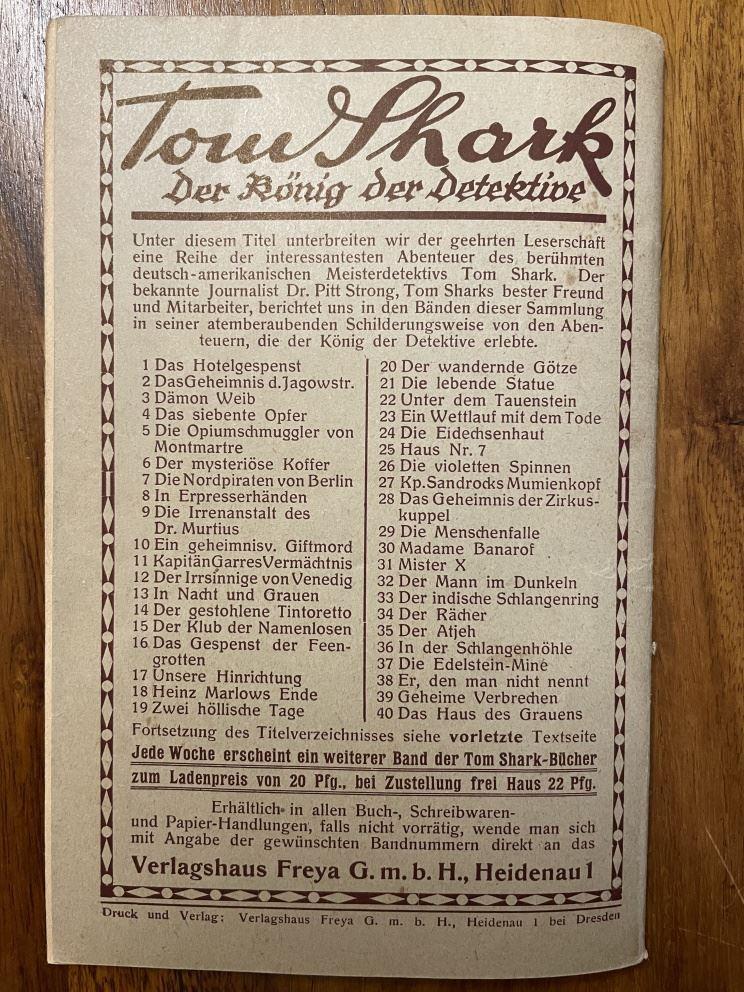 Tom Shark
Der König der Detektive
Unter diesem Titel unterbreiten wir der geehrten Leserschaft
eine Reihe der interessantesten Abenteuer des berühmten
deutsch-amerikanischen Meisterdetektivs Tom Shark. Der
bekannte Journalist Dr. Pitt Strong, Tom Sharks bester Freund
und Mitarbeiter, berichtet uns in den Bänden dieser Sammlung
in seiner atemberaubenden Schilderungsweise von den Aben-
teuern, die der König der Detektive erlebte.
1 Das Hotelgespenst
2 Das Geheimnis d. Jagowstr.
3 Dämon Weib
4 Das siebente Opfer
5 Die Opiumschmuggler von
Montmartre
6 Der mysteriöse Koffer
7 Die Nordpiraten von Berlin
8 In Erpresserhänden
9 Die Irrenanstalt des
Dr. Murtius
10 Ein geheimnisv. Giftmord
11 Kapitän Garres Vermächtnis
12 Der Irrsinnige von Venedig
13 In Nacht und Grauen
14 Der gestohlene Tintoretto
15 Der Klub der Namenlosen
16 Das Gespenst der Feen-
grotten
17 Unsere Hinrichtung
18 Heinz Marlows Ende
19 Zwei höllische Tage
20 Der wandernde Götze
21 Die lebende Statue
22 Unter dem Tauenstein
23 Ein Wettlauf mit dem Tode
24 Die Eidechsenhaut
25 Haus Nr. 7
26 Die violetten Spinnen
27 Kp. Sandrocks Mumienkopf
28 Das Geheimnis der Zirkus-
kuppel
29 Die Menschenfalle
30 Madame Banarof
31 Mister X
32 Der Mann im Dunkeln
33 Der indische Schlangenring
34 Der Rächer
35 Der Atjeh
36 In der Schlangenhöhle
37 Die Edelstein-Mine
38 Er, den man nicht nennt
39 Geheime Verbrechen
40 Das Haus des Grauens
Fortsetzung des Titelverzeichnisses siehe vorletzte Textseite
Jede Woche erscheint ein weiterer Band der Tom Shark-Bücher
zum Ladenpreis von 20 Pfg., bei Zustellung frei Haus 22 Pfg.
Erhältlich in allen Buch-, Schreibwaren-
und Papier-Handlungen, falls nicht vorrätig, wende man sich
mit Angabe der gewünschten Bandnummern direkt an das
Verlagshaus Freya G. m. b. H., Heidenau 1
Druck und Verlag: Verlagshaus Freya G. m. b. H., Heidenau 1 bei Dresden